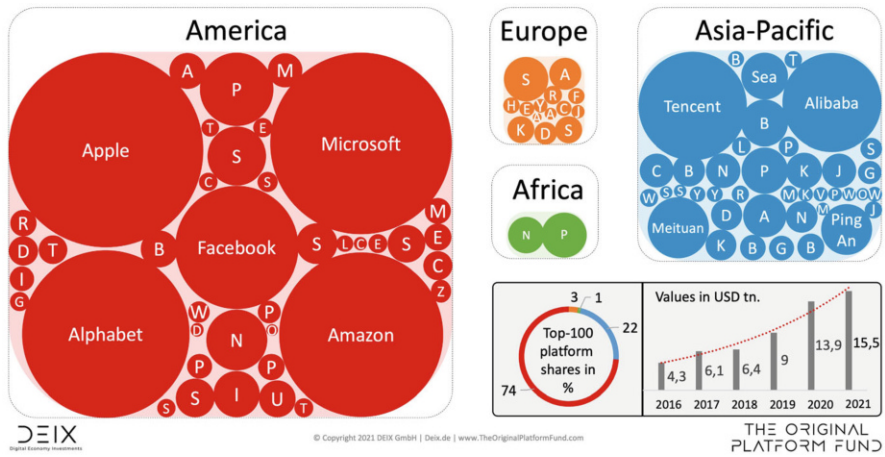 America
Europe
Asia-Pacific
Africa
A
P
M
Apple
T
E
S
Microsoft
C
S
Facebook
R
D
T
I
G
B
S
L
C
E
S
M
E
C
Z
Alphabet
W
D
P
O
N
Amazon
P
P
S
S
I
U
T
S
A
R
F
H
E
Y
A
A
C
J
K
D
S
N
P
B
T
Sea
Tencent
Alibaba
B
L
P
S
C
B
N
P
K
J
G
W
S
S
Y
Y
R
M
K
V
P
W
O
W
Meituan
D
A
N
M
Ping
An
J
K
B
G
B
3
1
22
74
Top-100
platform
shares in
%
Values in USD tn.
4,3
6,1
6,4
9
13,9
15,5
2016 2017 2018 2019 2020 2021
DEIX
Digital Economy Investments
© Copyright 2021 DEIX GmbH | Deix.de | www.TheOriginalPlatformFund.com
THE ORIGINAL
PLATFORM FUND